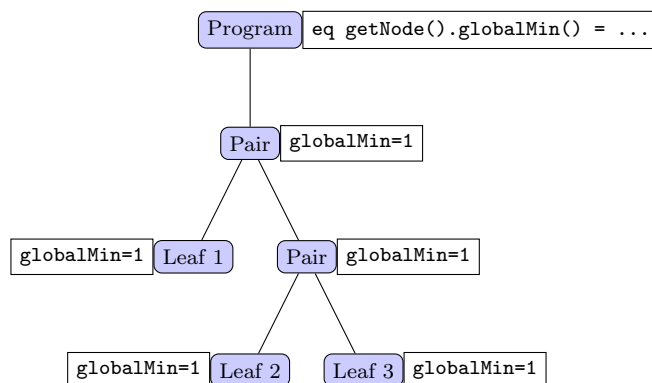 Program eq getNode().globalMin() = ...
Pair globalMin=1
globalMin=1 Leaf 1 Pair globalMin=1
globalMin=1 Leaf 2 Leaf 3 globalMin=1